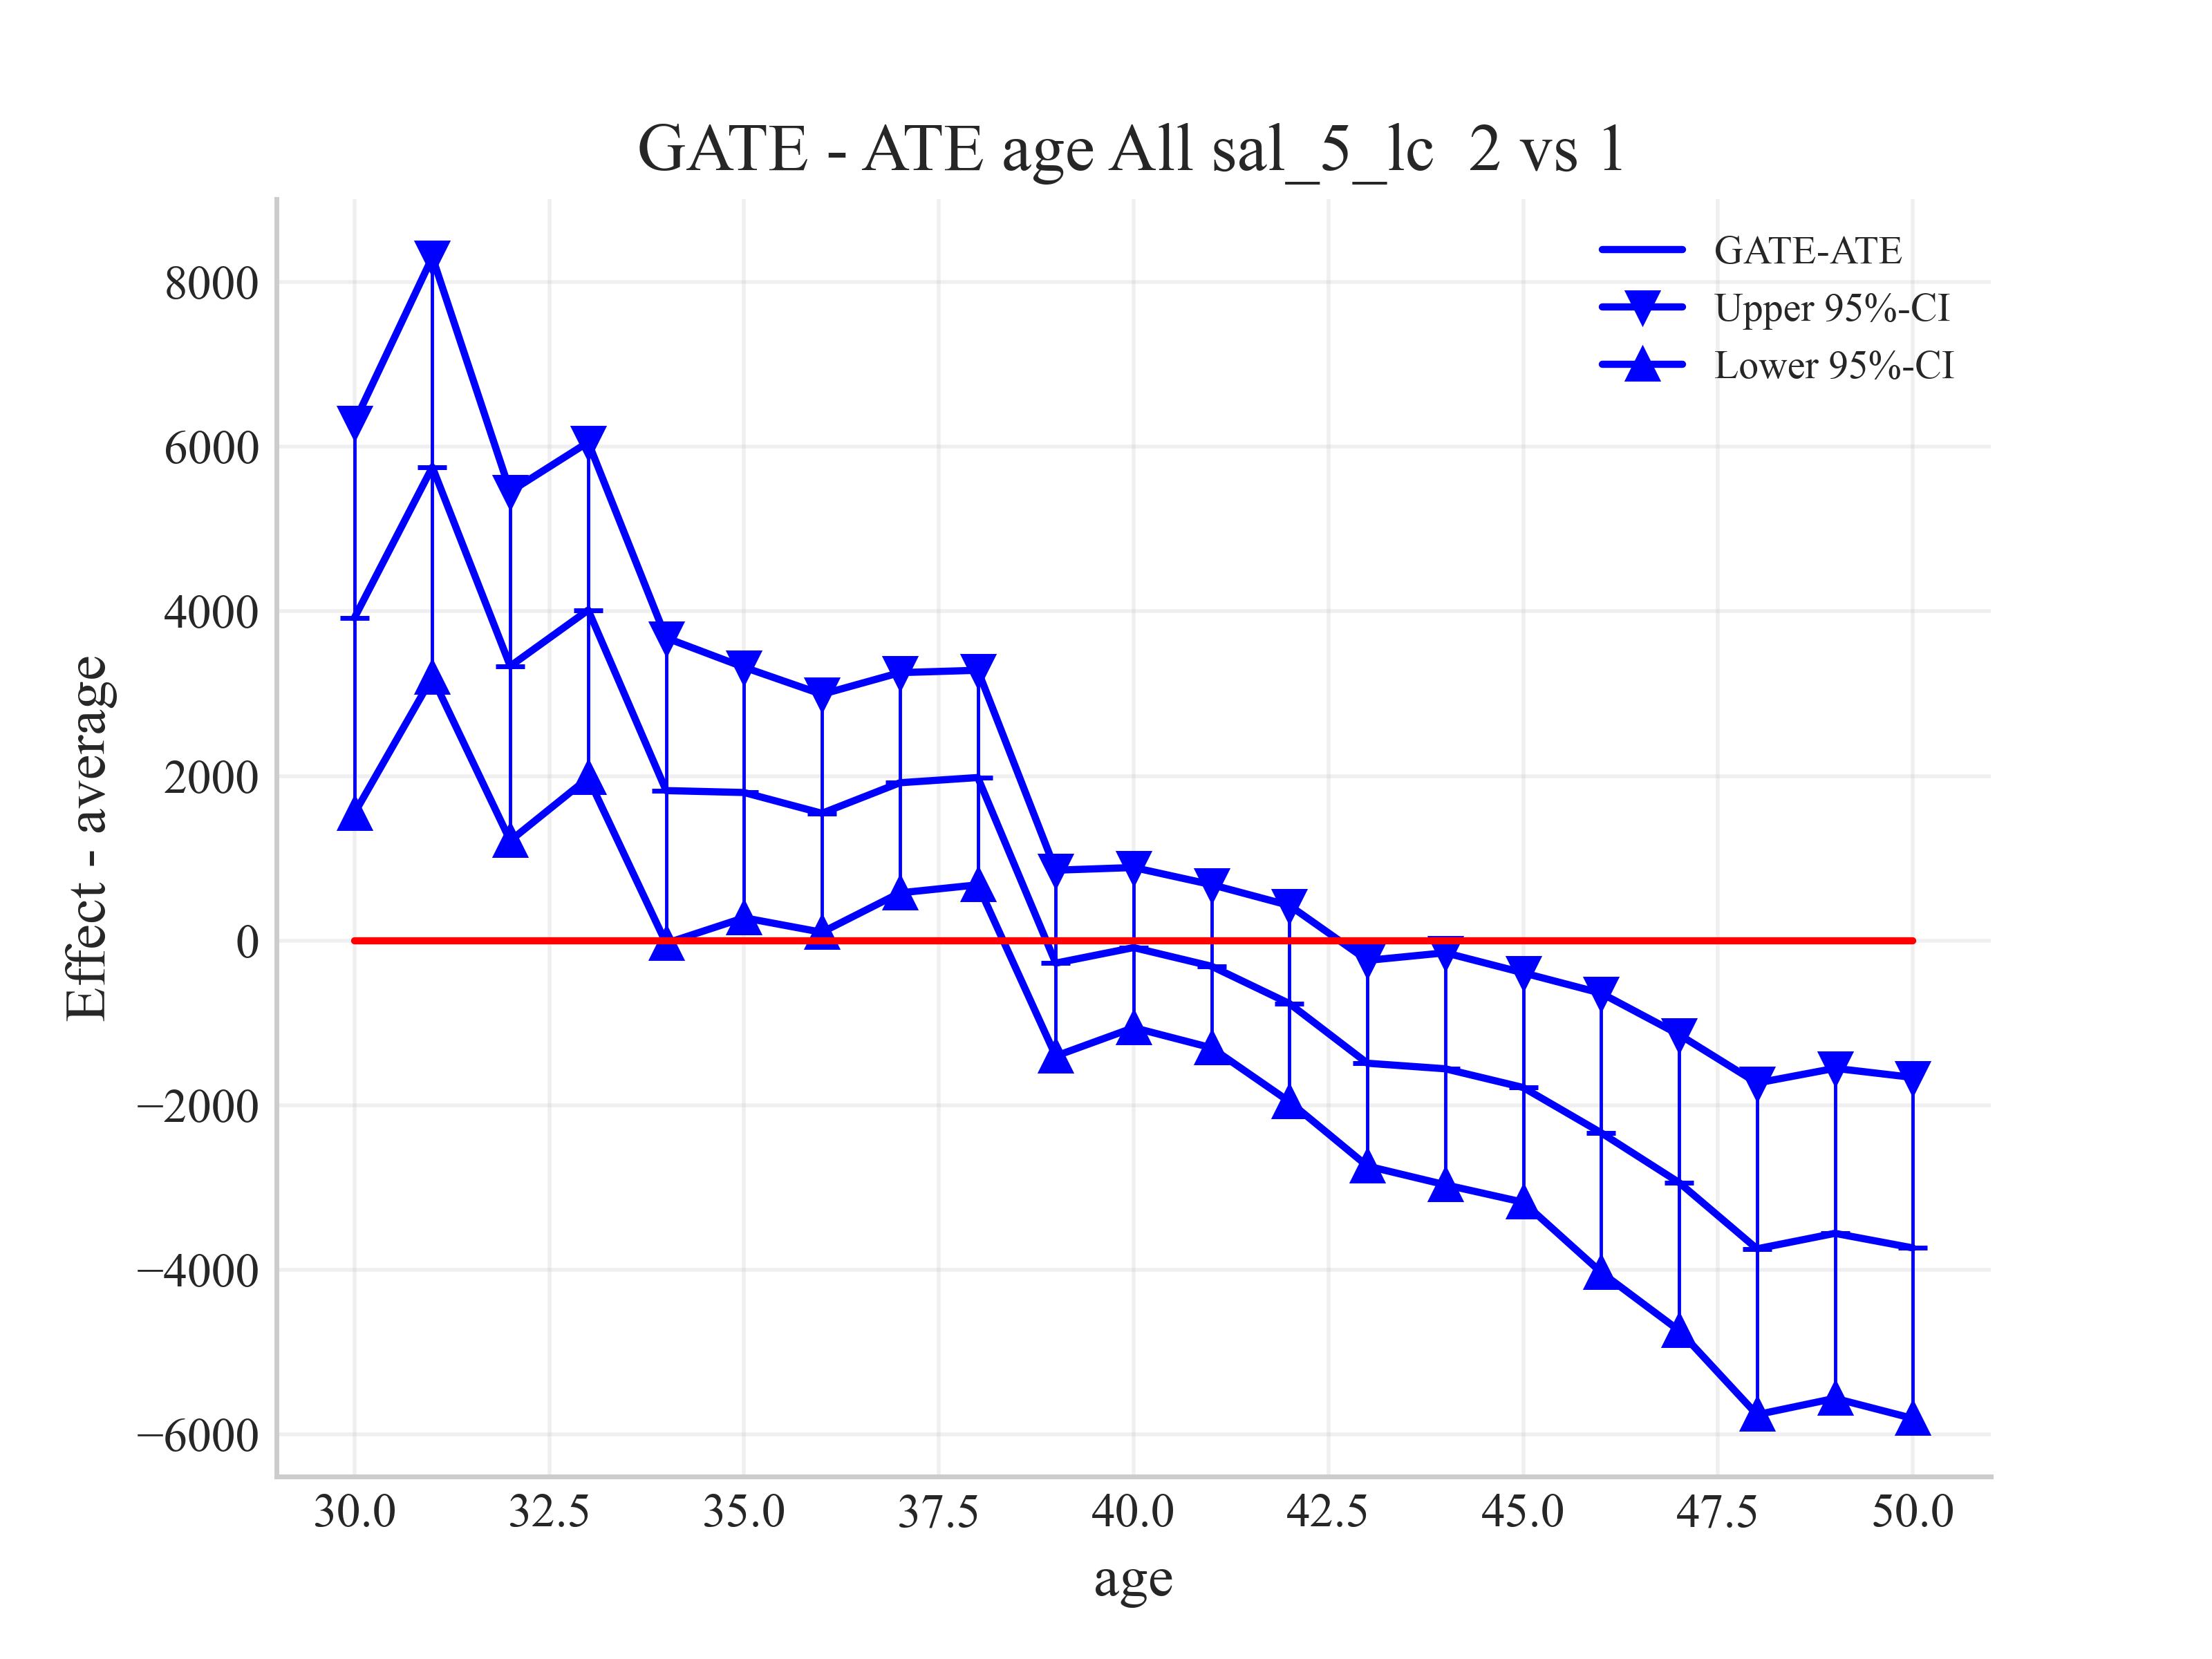 GATE - ATE age All sal_5_lc  2 vs 1
GATE-ATE
Upper 95%-CI
Lower 95%-CI
Effect - average
8000
6000
4000
2000
0
−2000
−4000
−6000
30.0 32.5 35.0 37.5 40.0 42.5 45.0 47.5 50.0
age